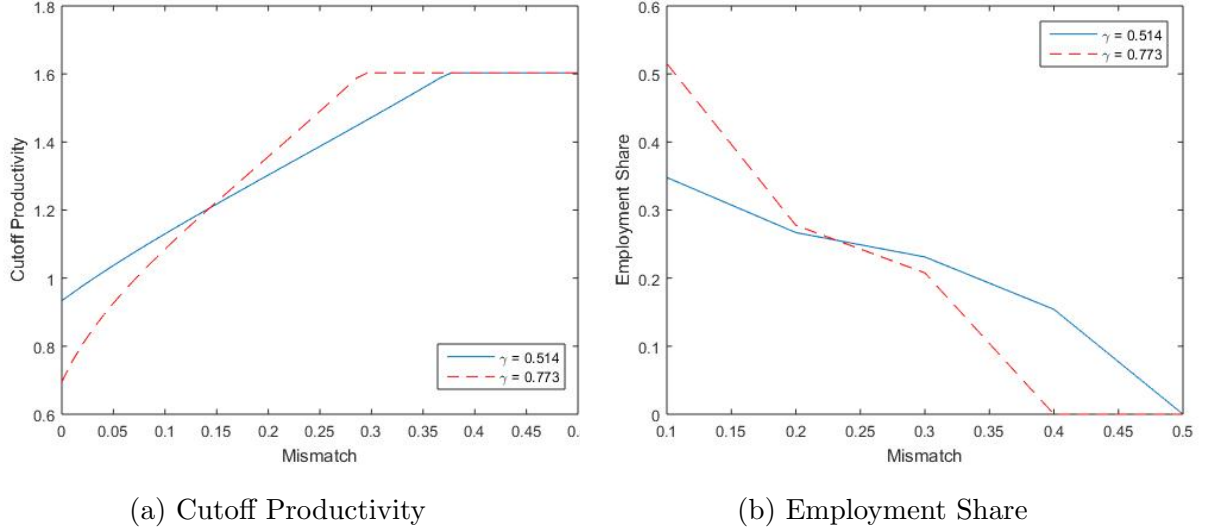 1.8
1.6
1.4
1.2
1
0.8
0.6
Cutoff Productivity
γ = 0.514
γ = 0.773
0 0.05 0.1 0.15 0.2 0.25 0.3 0.35 0.4 0.45 0.
Mismatch
(a) Cutoff Productivity
0.6
0.5
0.4
0.3
0.2
0.1
0
Employment Share
γ = 0.514
γ = 0.773
0.1 0.15 0.2 0.25 0.3 0.35 0.4 0.45 0.5
Mismatch
(b) Employment Share